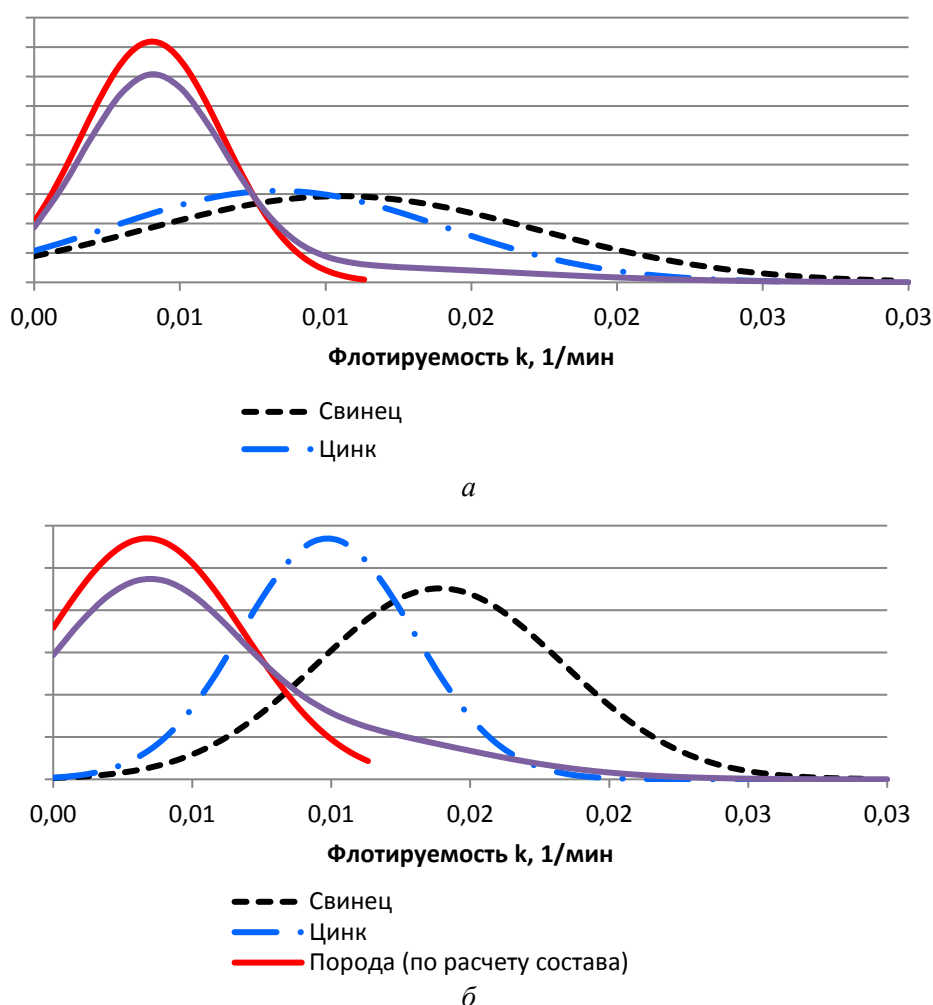 0,00 0,01 0,01 0,02 0,02 0,03 0,03
Флотируемость k, 1/мин
Свинец
Цинк
а
0,00 0,01 0,01 0,02 0,02 0,03 0,03
Флотируемость k, 1/мин
Свинец
Цинк
Порода (по расчету состава)
б